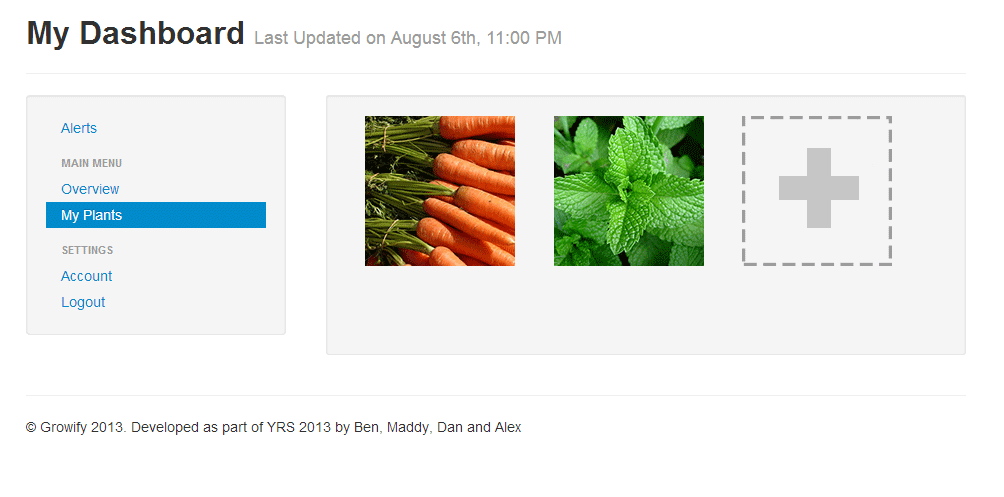 My Dashboard Last Updated on August 6th, 11:00 PM
Alerts
MAIN MENU
Overview
My Plants
SETTINGS
Account
Logout
© Growify 2013. Developed as part of YRS 2013 by Ben, Maddy, Dan and Alex